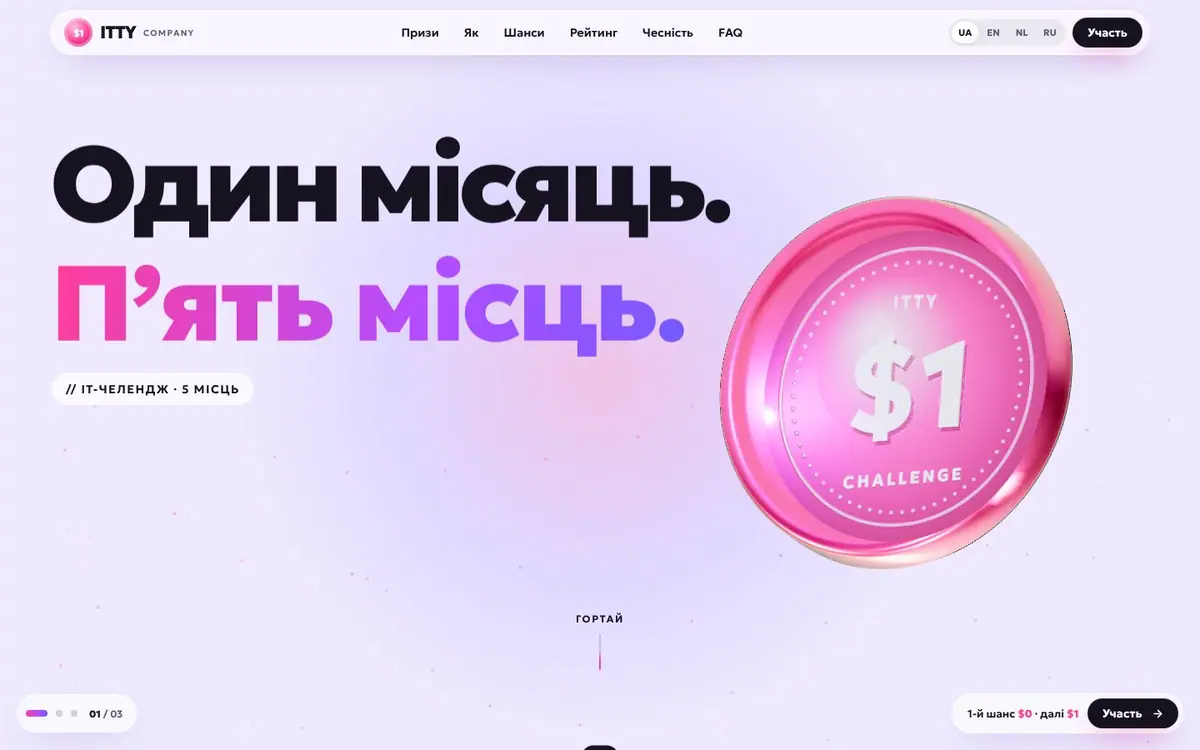 $1 ITTY COMPANY
Призи Як Шанси Рейтинг Чесність FAQ
UA EN NL RU Участь
Один місяць.
П’ять місць.
// ІТ-ЧЕЛЕНДЖ · 5 МІСЦЬ
ITTY
$1
CHALLENGE
ГОРТАЙ
01 / 03
1-й шанс $0 · далі $1 Участь →